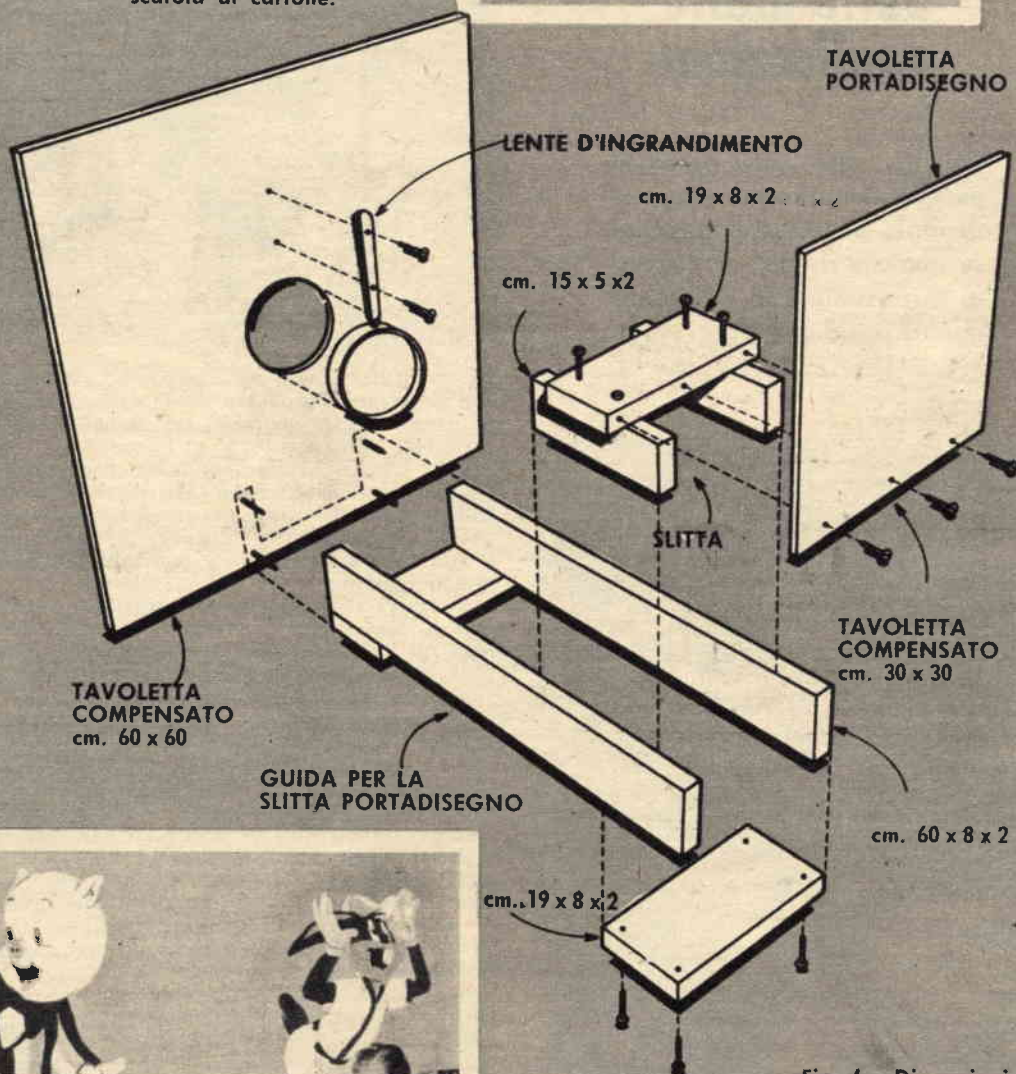 scatola di cartone.
TAVOLETTA
PORTADISEGNO
LENTE D'INGRANDIMENTO
cm. 19 x 8 x 2
cm. 15 x 5 x2
SLITTA
TAVOLETTA
COMPENSATO
cm. 30 x 30
TAVOLETTA
COMPENSATO
cm. 60 x 60
GUIDA PER LA
SLITTA PORTADISEGNO
cm. 60 x 8 x 2
cm. 19 x 8 x 2